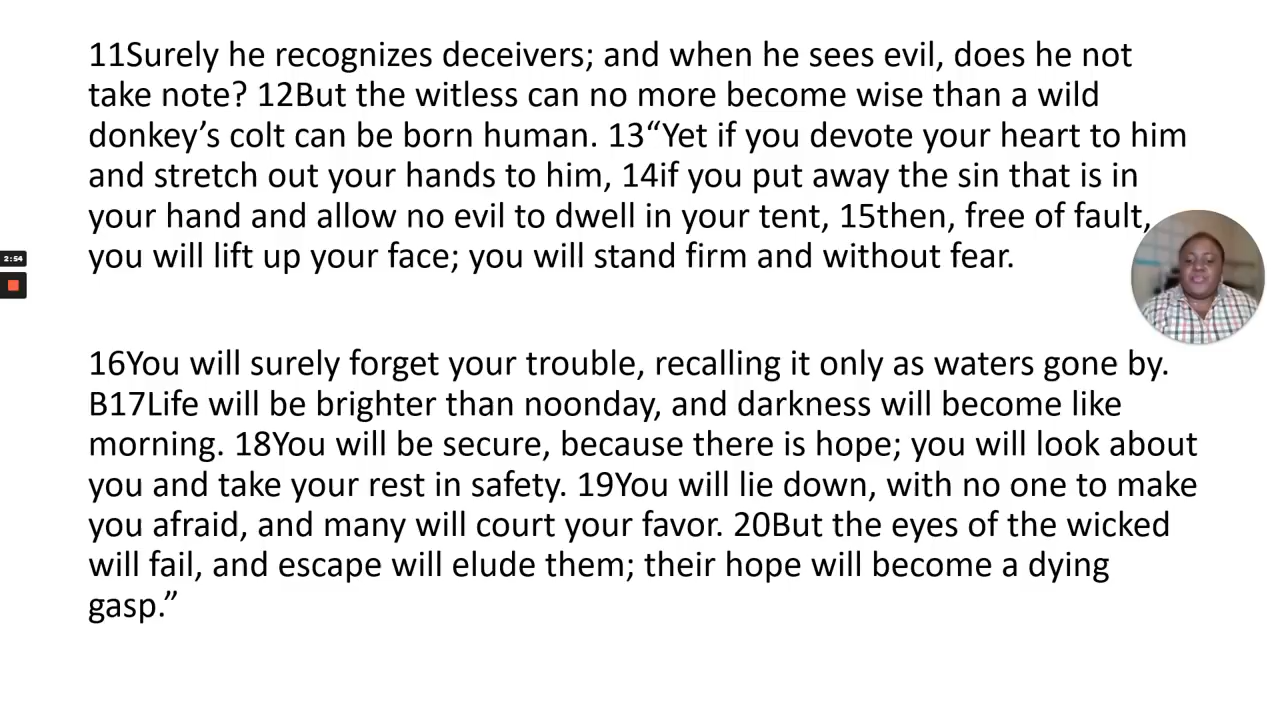 11Surely he recognizes deceivers; and when he sees evil, does he not
take note? 12But the witless can no more become wise than a wild
donkey’s colt can be born human. 13“Yet if you devote your heart to him
and stretch out your hands to him, 14if you put away the sin that is in
your hand and allow no evil to dwell in your tent, 15then, free of fault,
you will lift up your face; you will stand firm and without fear.
2:54
16You will surely forget your trouble, recalling it only as waters gone by.
B17Life will be brighter than noonday, and darkness will become like
morning. 18You will be secure, because there is hope; you will look about
you and take your rest in safety. 19You will lie down, with no one to make
you afraid, and many will court your favor. 20But the eyes of the wicked
will fail, and escape will elude them; their hope will become a dying
gasp.”